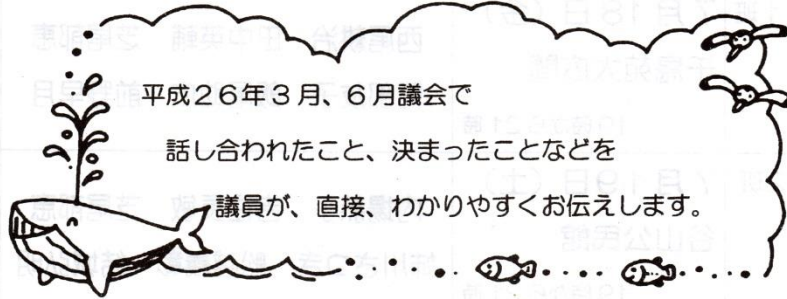 平成２６年３月、６月議会で
話し合われたこと、決まったことなどを
議員が、直接、わかりやすくお伝えします。